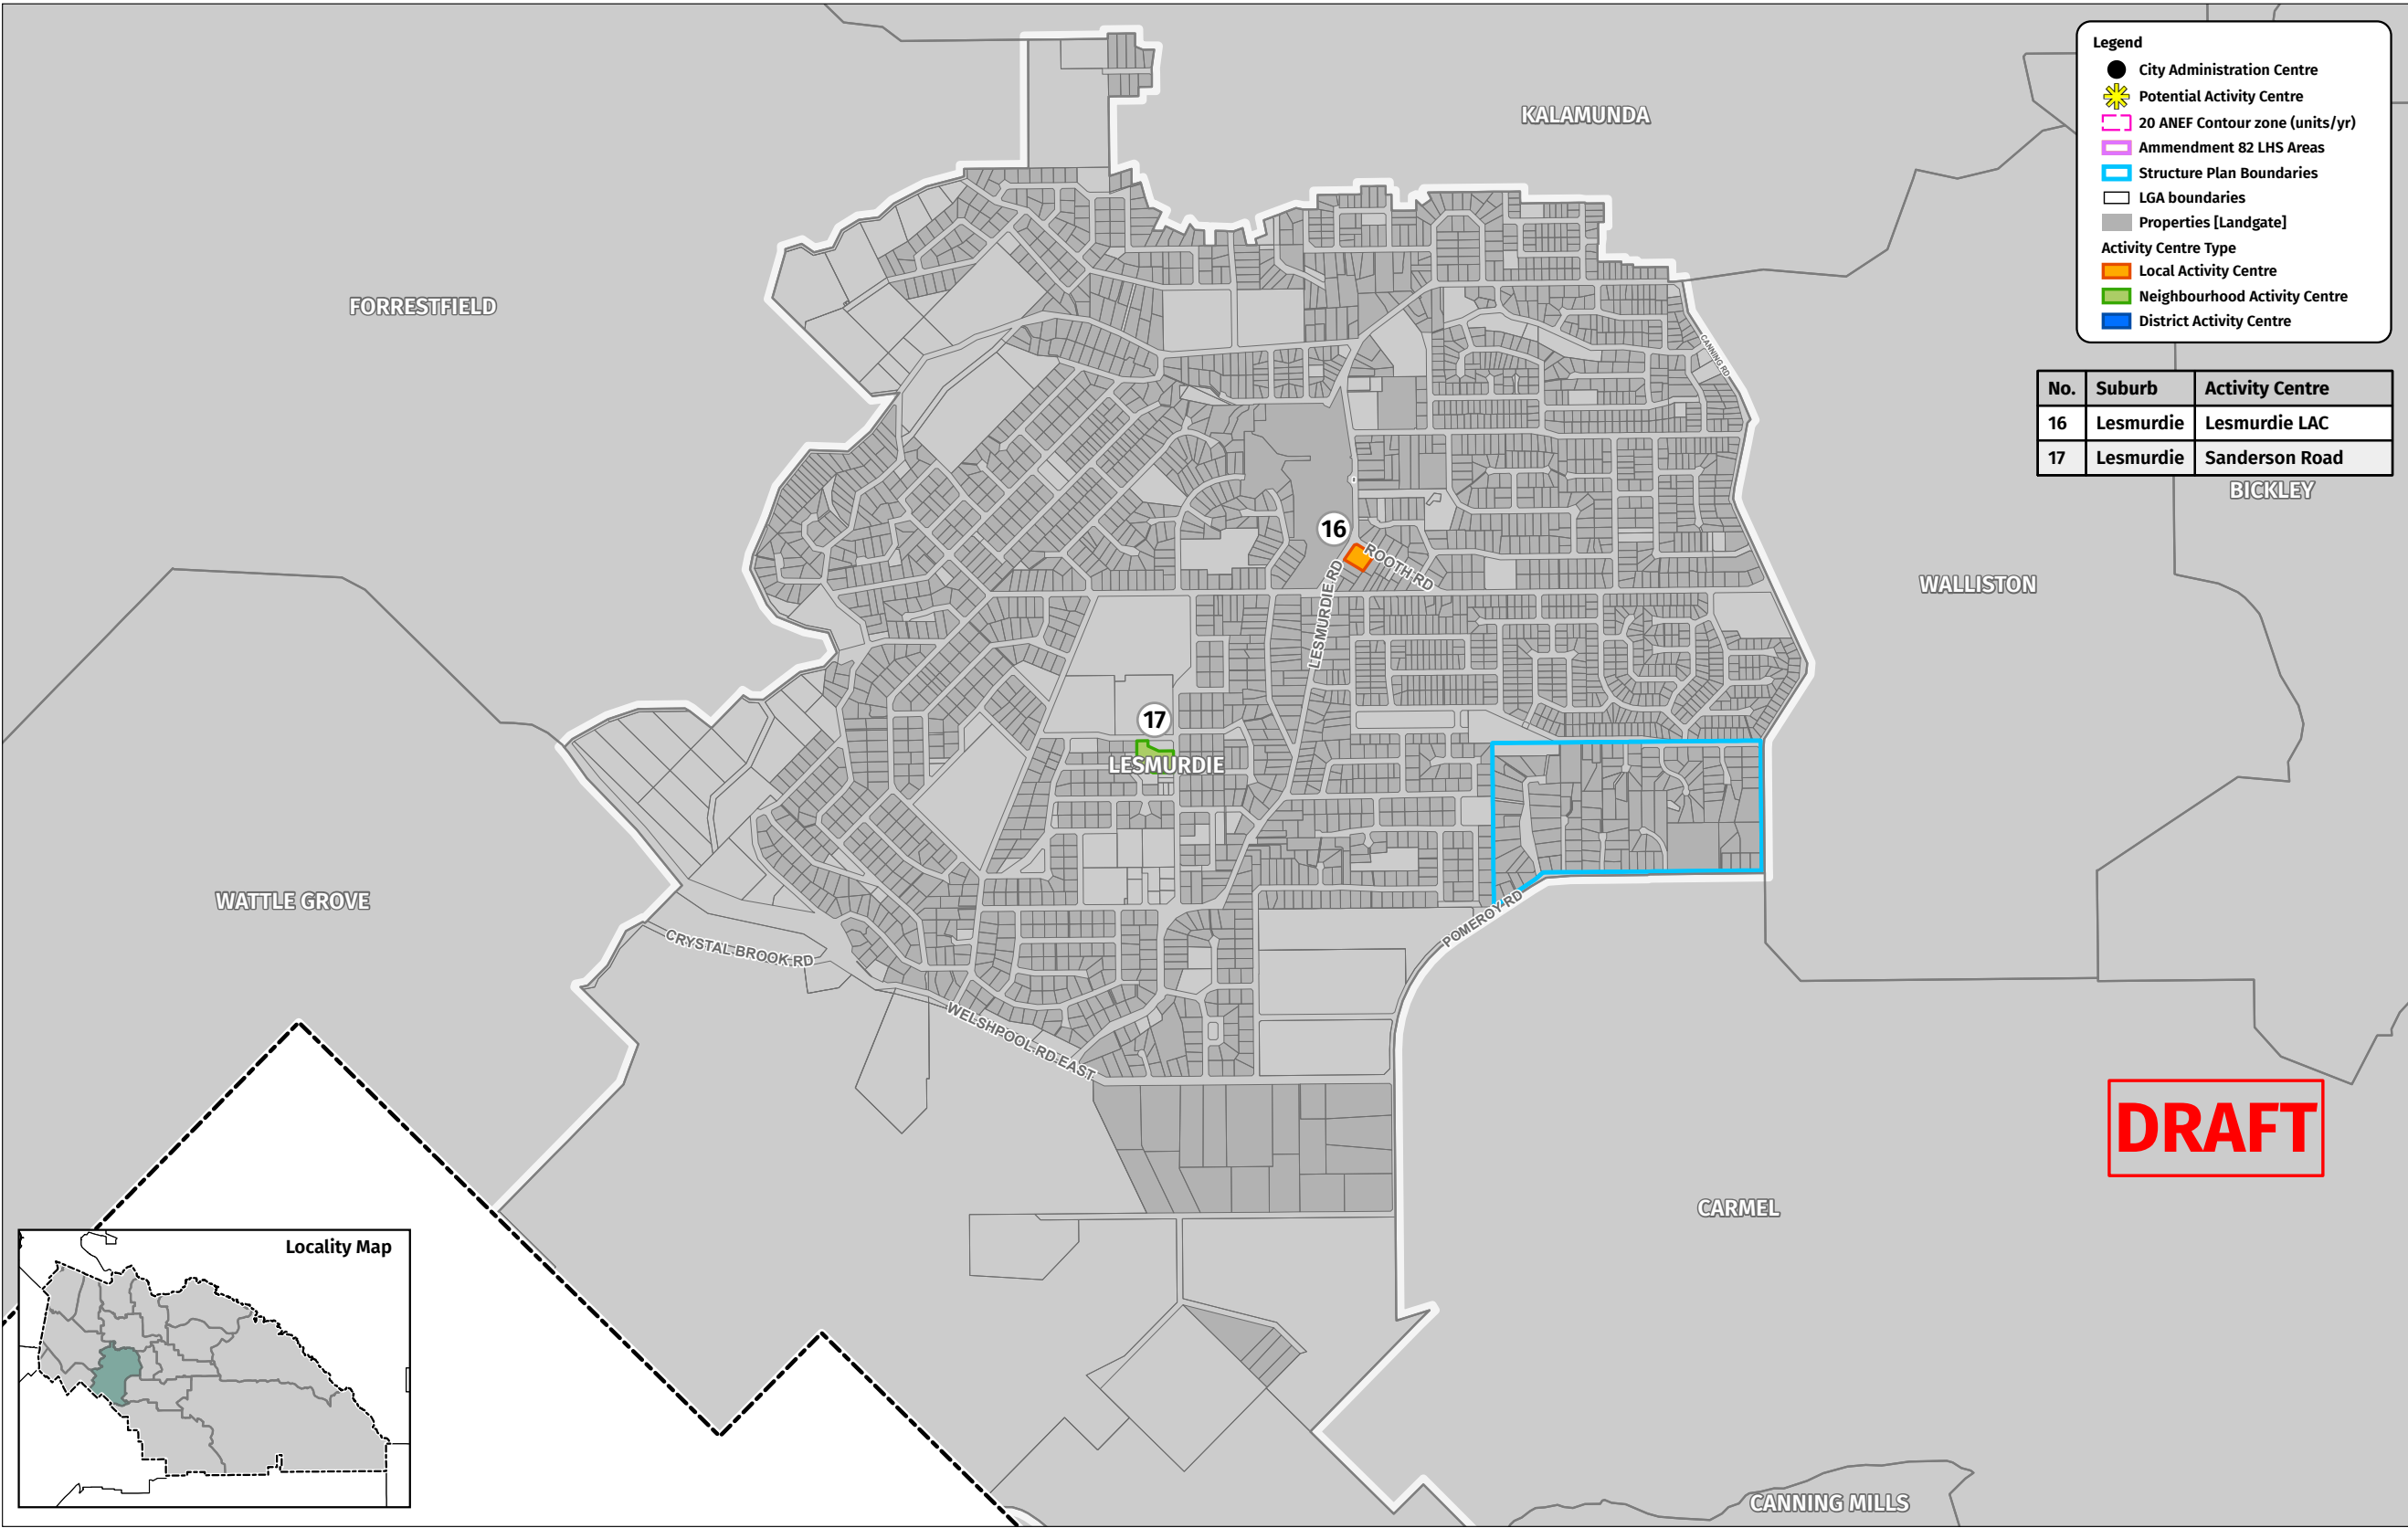 Legend
City Administration Centre
Potential Activity Centre
20 ANEF Contour zone (units/yr)
Ammendment 82 LHS Areas
Structure Plan Boundaries
LGA boundaries
Properties [Landgate]
Activity Centre Type
Local Activity Centre
Neighbourhood Activity Centre
District Activity Centre
No. Suburb Activity Centre
16 Lesmurdie Lesmurdie LAC
17 Lesmurdie Sanderson Road
KALAMUNDA
FORRESTFIELD
CANNING RD
BICKLEY
16
ROOTH RD
LESMURDIE RD
WALLISTON
17
LESMURDIE
WATTLE GROVE
CRYSTAL BROOK RD
POMEROY RD
WELSHPOOL RD EAST
DRAFT
CARMEL
Locality Map
CANNING MILLS